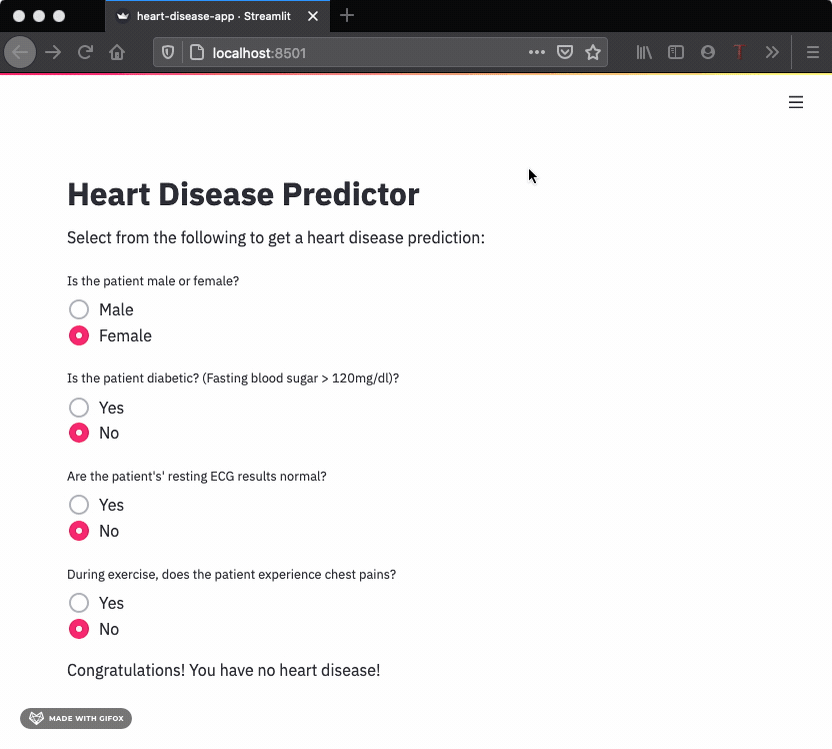 heart-disease-app · Streamlit
localhost:8501
Heart Disease Predictor
Select from the following to get a heart disease prediction:
Is the patient male or female?
Male
Female
Is the patient diabetic? (Fasting blood sugar > 120mg/dl)?
Yes
No
Are the patient's' resting ECG results normal?
Yes
No
During exercise, does the patient experience chest pains?
Yes
No
Congratulations! You have no heart disease!
MADE WITH GIFOX